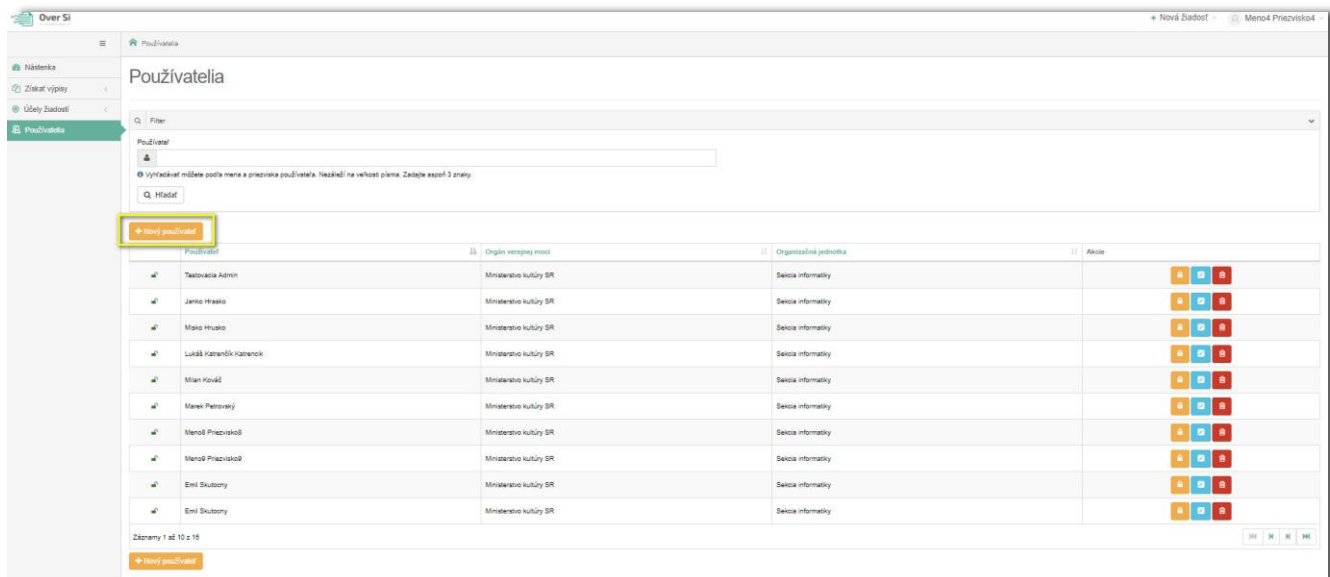 Over Si
+ Nová žiadosť
Meno4 Priezvisko4
Používatelia
Nástenka
Získať výpisy
Účely žiadostí
Používatelia
Používatelia
Filter
Používateľ
Vyhľadávať môžete podľa mena a priezviska používateľa. Nezáleží na veľkosti písma. Zadajte aspoň 3 znaky.
Hľadať
+ Nový používateľ
Používateľ Orgán verejnej moci Organizačná jednotka Akcie
Testovacia Admin Ministerstvo kultúry SR Sekcia informatiky
Janko Hrasko Ministerstvo kultúry SR Sekcia informatiky
Misko Hrusko Ministerstvo kultúry SR Sekcia informatiky
Lukáš Katrenčík Katrencik Ministerstvo kultúry SR Sekcia informatiky
Milan Kováč Ministerstvo kultúry SR Sekcia informatiky
Marek Petrovský Ministerstvo kultúry SR Sekcia informatiky
Meno8 Priezvisko8 Ministerstvo kultúry SR Sekcia informatiky
Meno9 Priezvisko9 Ministerstvo kultúry SR Sekcia informatiky
Emil Skutocny Ministerstvo kultúry SR Sekcia informatiky
Emil Skutocny Ministerstvo kultúry SR Sekcia informatiky
Záznamy 1 až 10 z 16
+ Nový používateľ